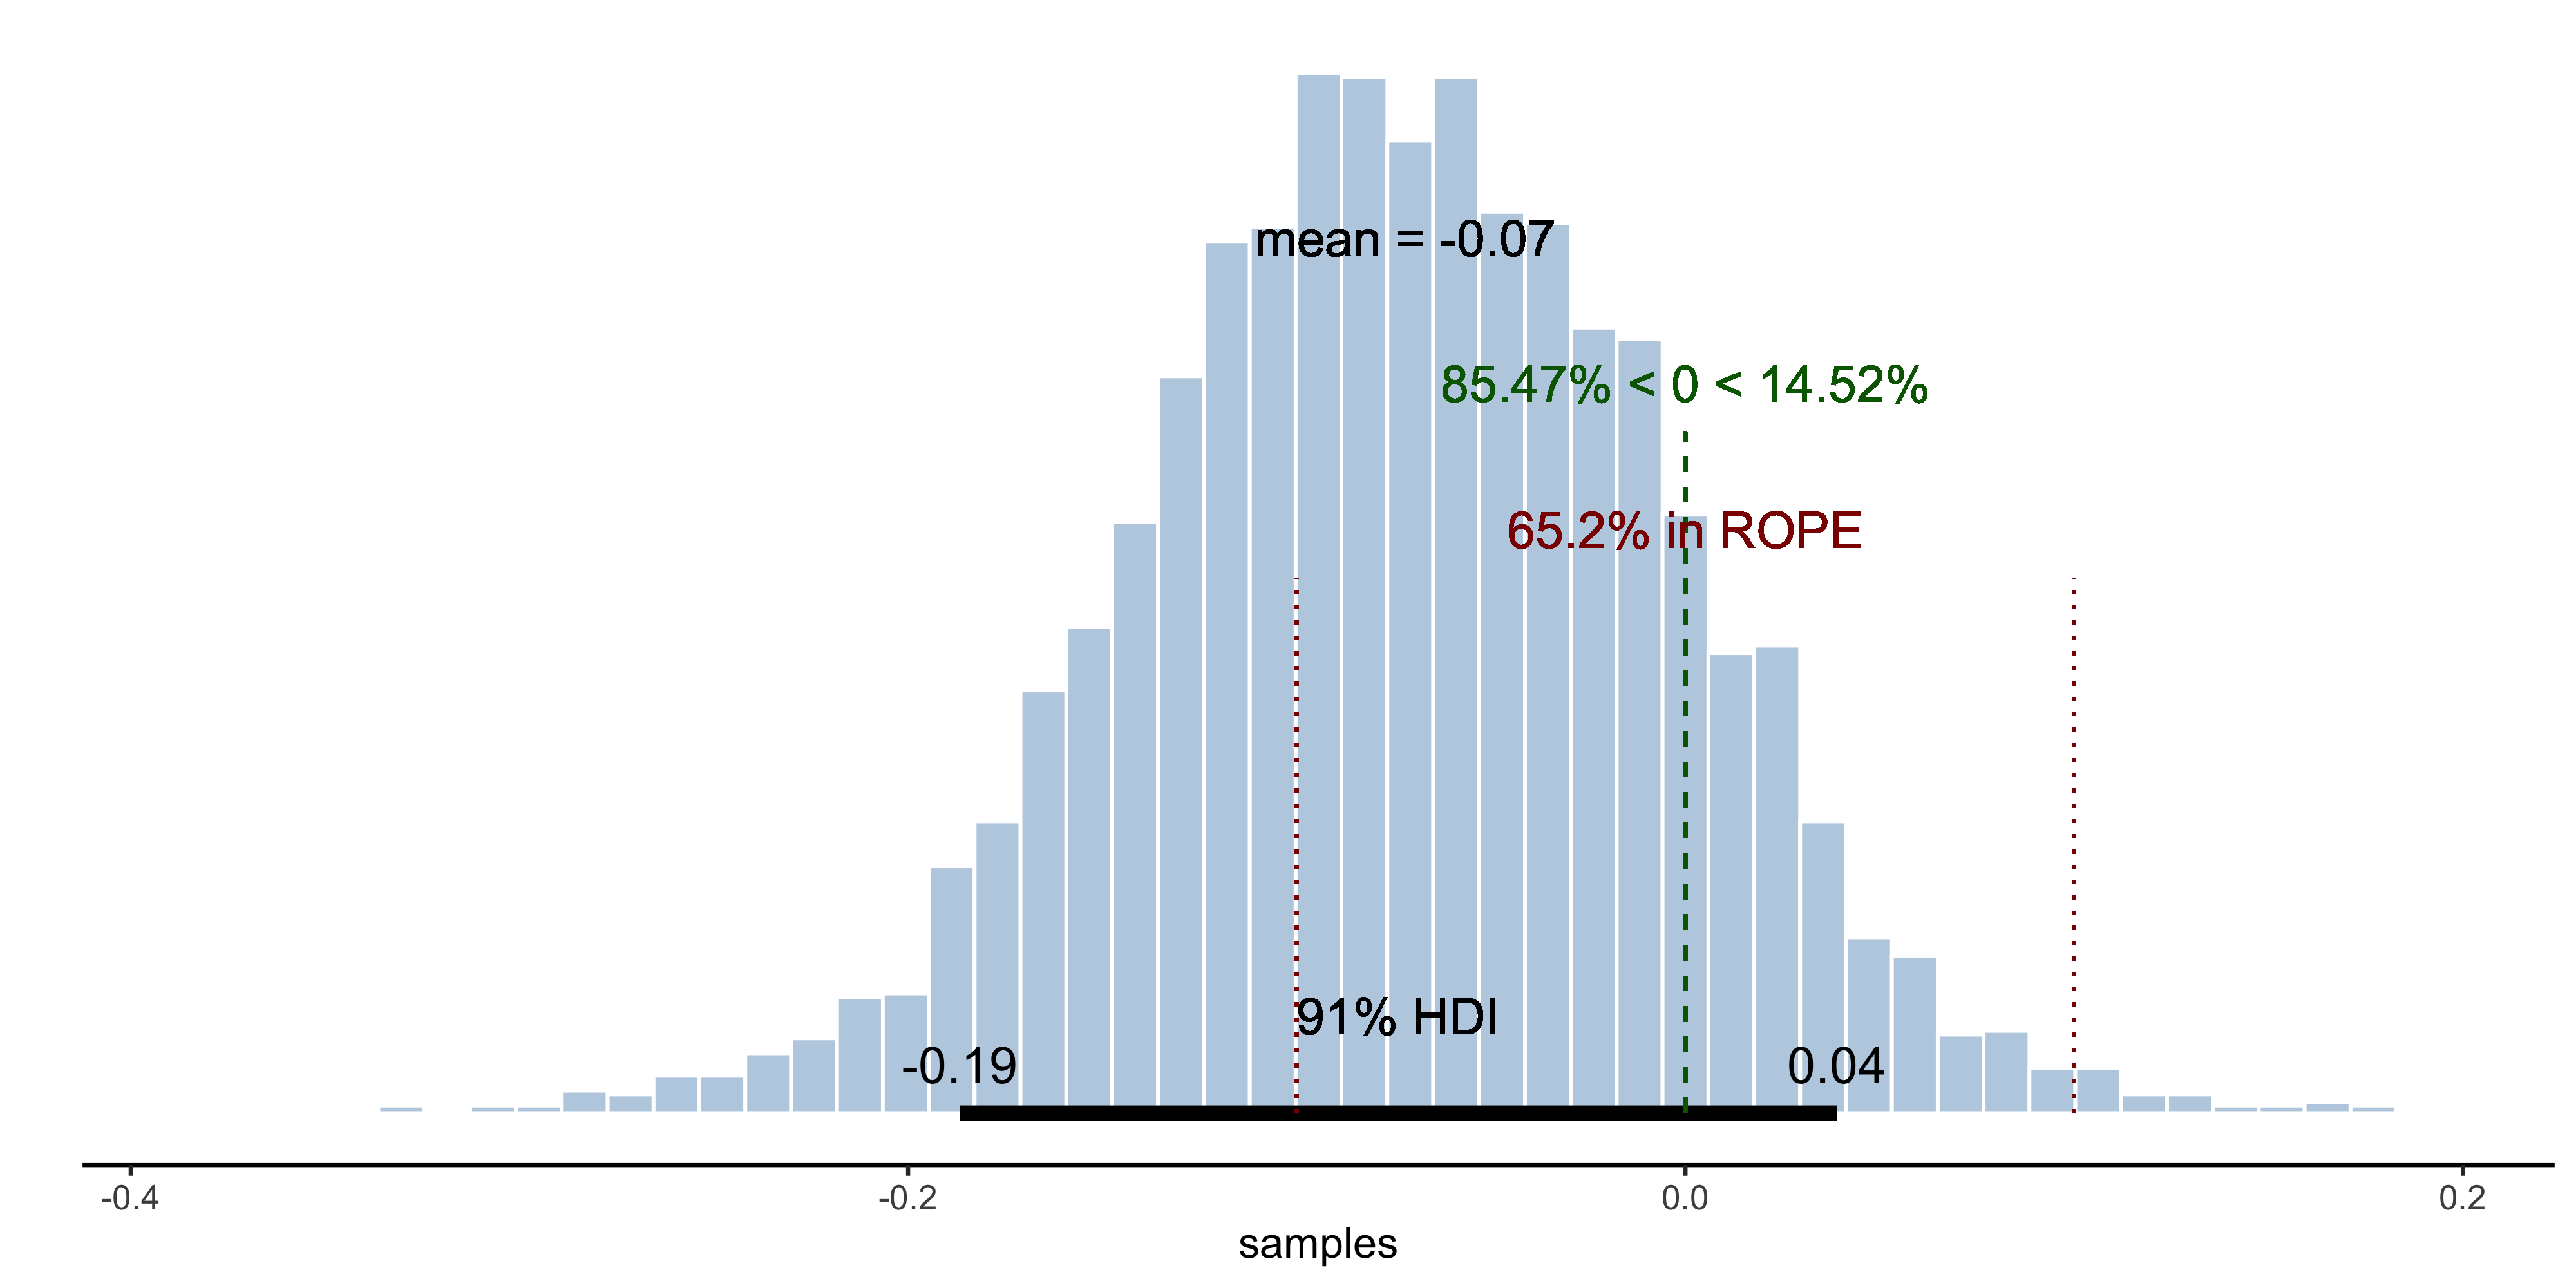 mean = -0.07
85.47% < 0 < 14.52%
65.2% in ROPE
91% HDI
-0.19 0.04
-0.4 -0.2 0.0 0.2
samples